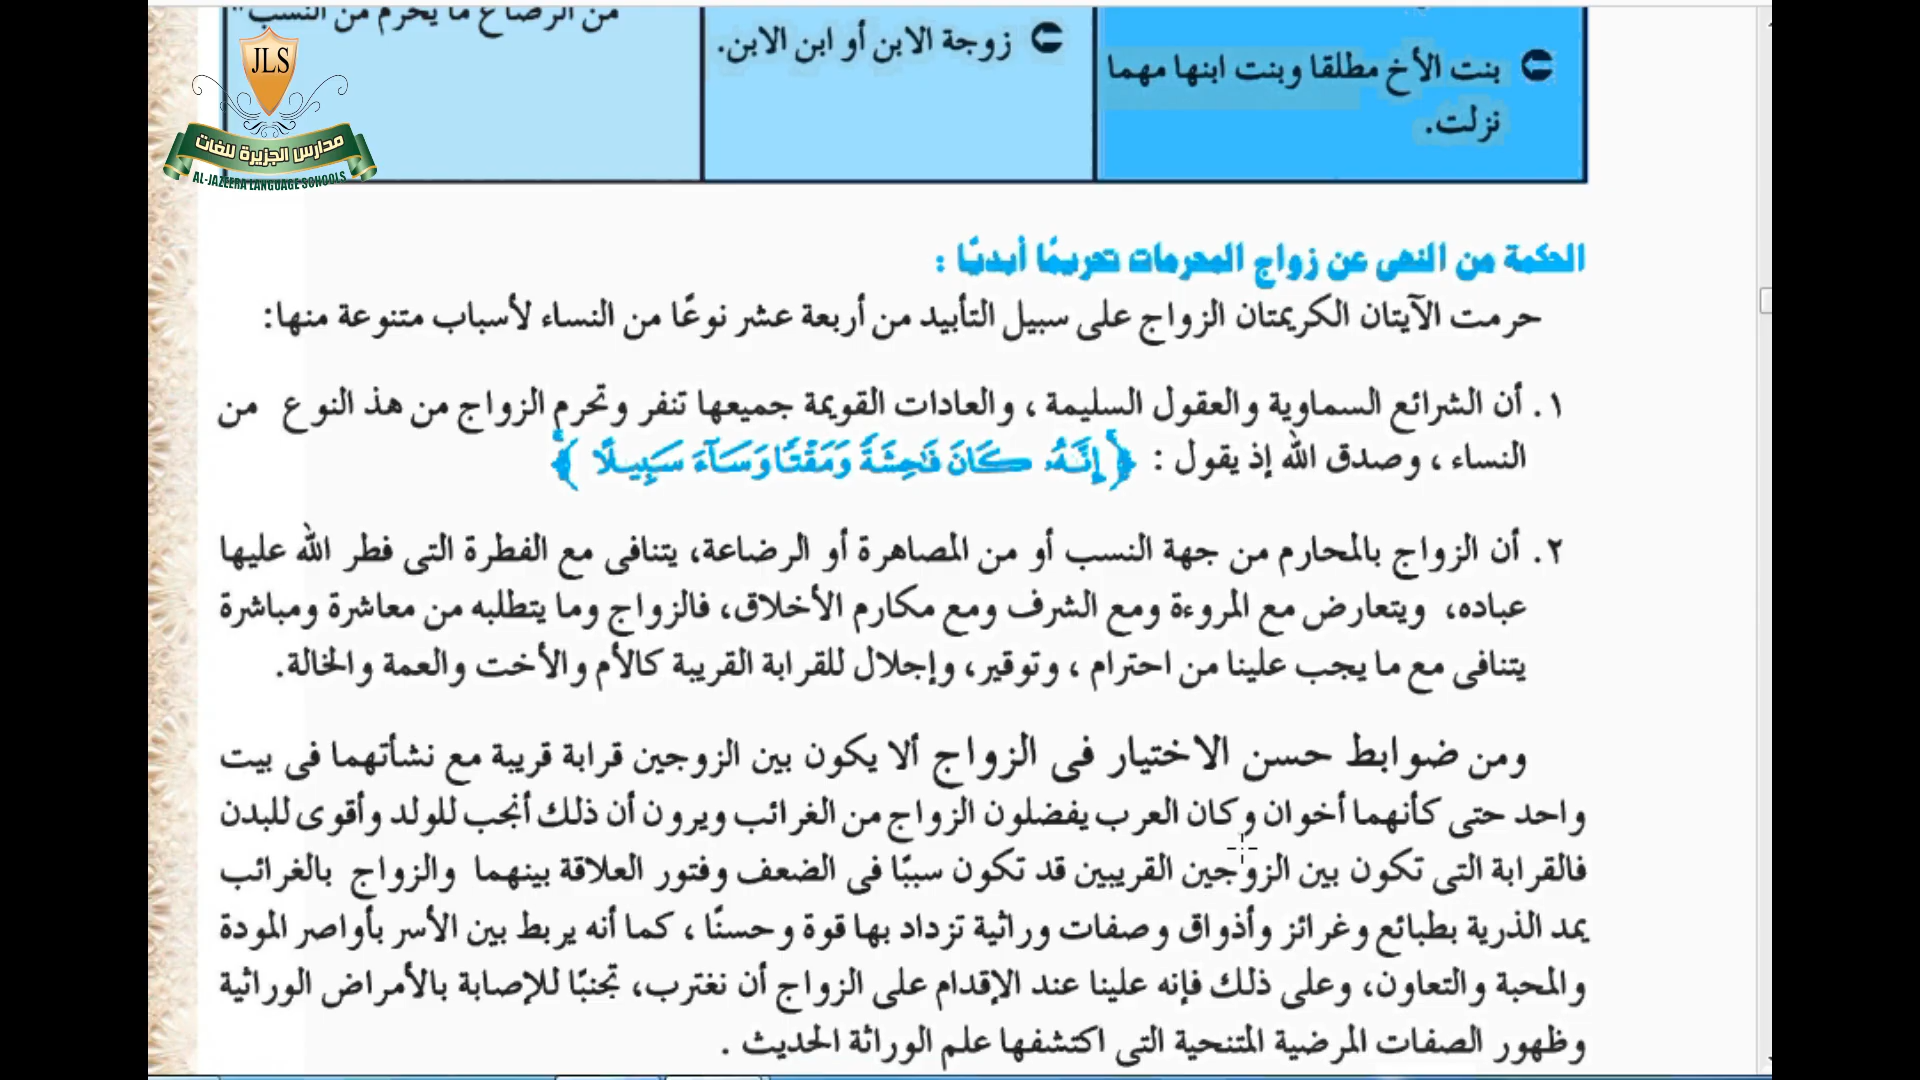 من الرضاع ما يحرم من النسب"
زوجة الابن أو ابن الابن.
بنت الأخ مطلقا وبنت ابنها مهما
نزلت.
JLS
مدارس الجزيرة للغات
AL-JAZEERA LANGUAGE SCHOOLS
الحكمة من النهى عن زواج المحرمات تحريمًا أبديًا :
حرمت الآيتان الكريمتان الزواج على سبيل التأبيد من أربعة عشر نوعًا من النساء لأسباب متنوعة منها:
١. أن الشرائع السماوية والعقول السليمة ، والعادات القويمة جميعها تنفر وتحرم الزواج من هذ النوع من
النساء ، وصدق الله إذ يقول : ﴿إِنَّهُۥ كَانَ فَٰحِشَةً وَمَقْتًا وَسَآءَ سَبِيلًا﴾
٢. أن الزواج بالمحارم من جهة النسب أو من المصاهرة أو الرضاعة، يتنافى مع الفطرة التى فطر الله عليها
عباده، ويتعارض مع المروءة ومع الشرف ومع مكارم الأخلاق، فالزواج وما يتطلبه من معاشرة ومباشرة
يتنافى مع ما يجب علينا من احترام ، وتوقير، وإجلال للقرابة القريبة كالأم والأخت والعمة والخالة.
ومن ضوابط حسن الاختيار فى الزواج ألا يكون بين الزوجين قرابة قريبة مع نشأتهما فى بيت
واحد حتى كأنهما أخوان وكان العرب يفضلون الزواج من الغرائب ويرون أن ذلك أنجب للولد وأقوى للبدن
فالقرابة التى تكون بين الزوجين القريبين قد تكون سببًا فى الضعف وفتور العلاقة بينهما والزواج بالغرائب
يمد الذرية بطبائع وغرائز وأذواق وصفات وراثية تزداد بها قوة وحسنًا ، كما أنه يربط بين الأسر بأواصر المودة
والمحبة والتعاون، وعلى ذلك فإنه علينا عند الإقدام على الزواج أن نغترب، تجنبًا للإصابة بالأمراض الوراثية
وظهور الصفات المرضية المتنحية التى اكتشفها علم الوراثة الحديث .